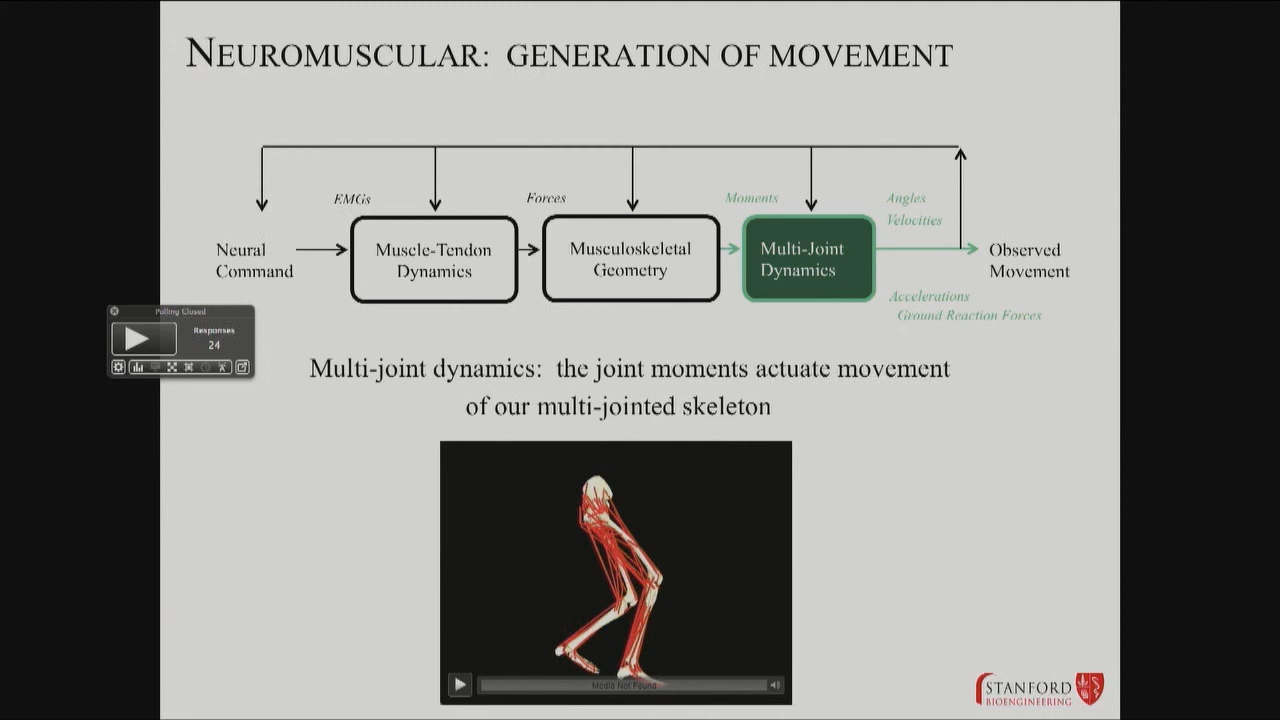 NEUROMUSCULAR: GENERATION OF MOVEMENT
EMGs
Forces
Moments
Angles
Velocities
Neural
Command
Muscle-Tendon
Dynamics
Musculoskeletal
Geometry
Multi-Joint
Dynamics
Observed
Movement
Accelerations
Ground Reaction Forces
Polling Closed
Responses
24
Multi-joint dynamics: the joint moments actuate movement
of our multi-jointed skeleton
Media Not Found
STANFORD
BIOENGINEERING